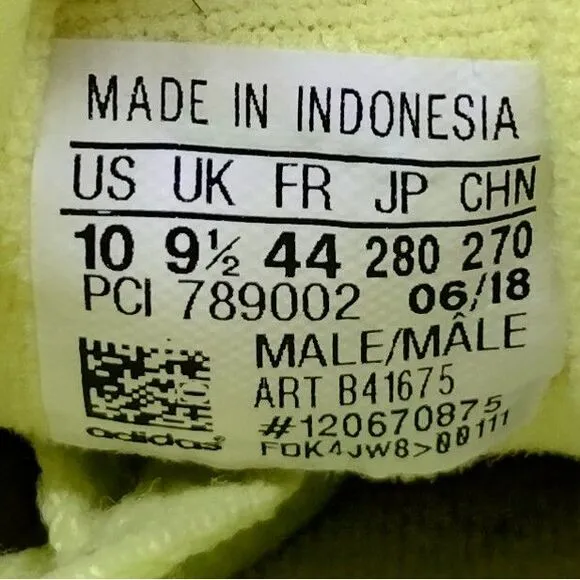 MADE IN INDONESIA
US UK FR JP CHN
10 9½ 44 280 270
PCI 789002 06/18
MALE/MÂLE
ART B41675
#120670875
adidas FDK4JW8>00111